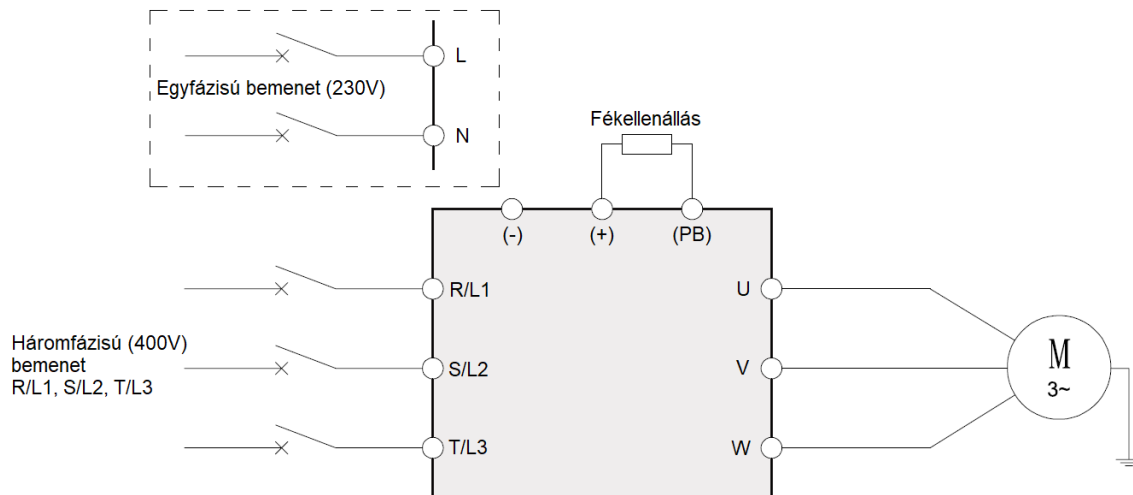 L
Egyfázisú bemenet (230V)
N
Fékellenállás
(-)
(+)
(PB)
R/L1
U
Háromfázisú (400V)
bemenet
R/L1, S/L2, T/L3
S/L2
V
M
3~
T/L3
W